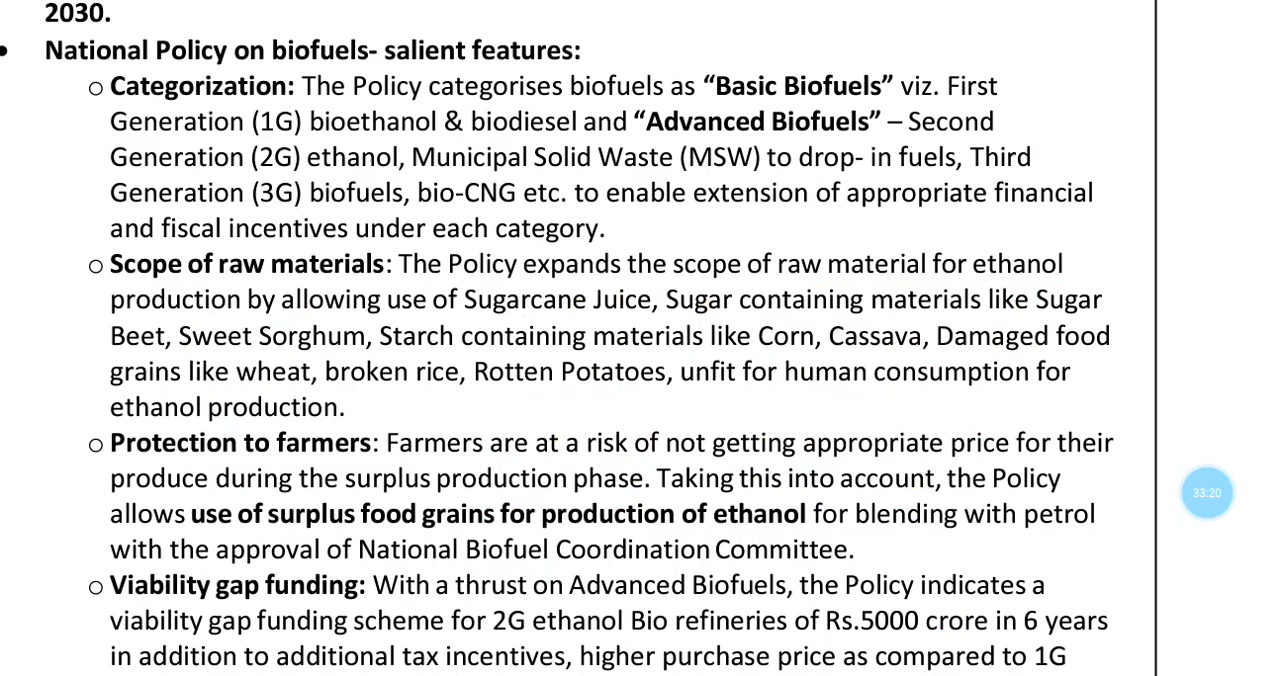 2030.
• National Policy on biofuels- salient features:
o Categorization: The Policy categorises biofuels as “Basic Biofuels” viz. First
Generation (1G) bioethanol & biodiesel and “Advanced Biofuels” – Second
Generation (2G) ethanol, Municipal Solid Waste (MSW) to drop- in fuels, Third
Generation (3G) biofuels, bio-CNG etc. to enable extension of appropriate financial
and fiscal incentives under each category.
o Scope of raw materials: The Policy expands the scope of raw material for ethanol
production by allowing use of Sugarcane Juice, Sugar containing materials like Sugar
Beet, Sweet Sorghum, Starch containing materials like Corn, Cassava, Damaged food
grains like wheat, broken rice, Rotten Potatoes, unfit for human consumption for
ethanol production.
o Protection to farmers: Farmers are at a risk of not getting appropriate price for their
produce during the surplus production phase. Taking this into account, the Policy
allows use of surplus food grains for production of ethanol for blending with petrol
with the approval of National Biofuel Coordination Committee.
o Viability gap funding: With a thrust on Advanced Biofuels, the Policy indicates a
viability gap funding scheme for 2G ethanol Bio refineries of Rs.5000 crore in 6 years
in addition to additional tax incentives, higher purchase price as compared to 1G
33:20